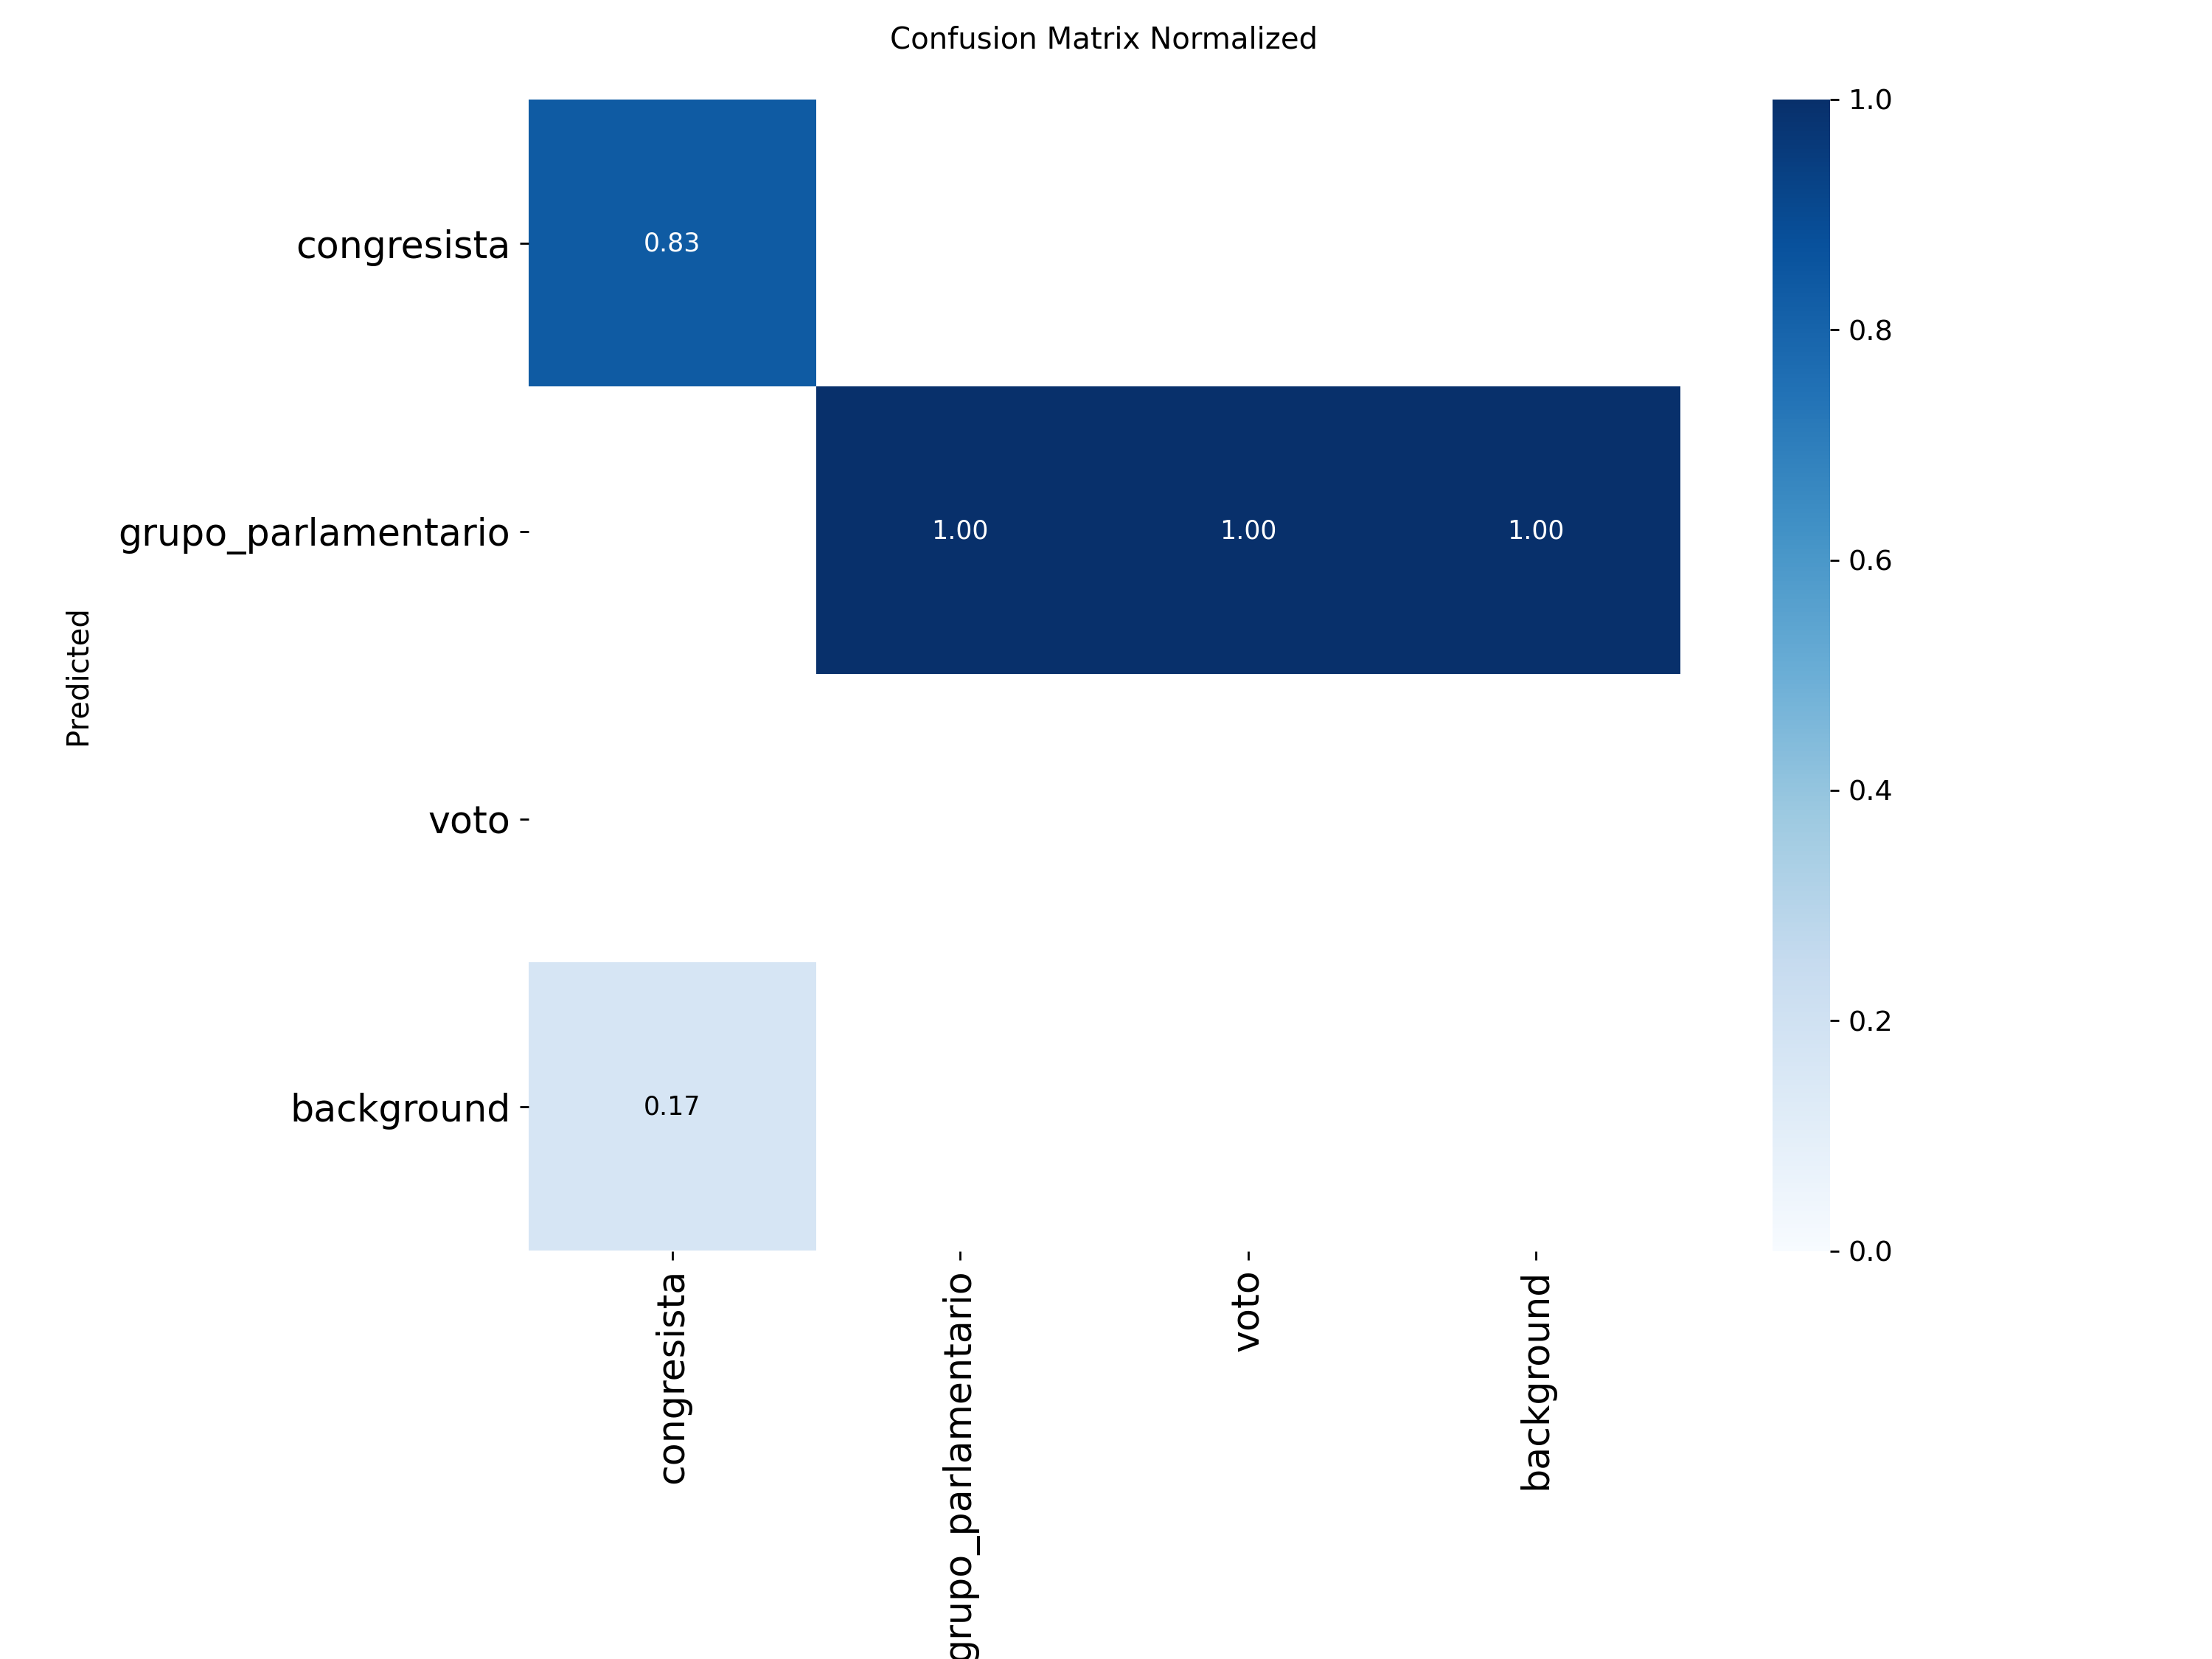 Confusion Matrix Normalized
Predicted
congresista
grupo_parlamentario
voto
background
0.83
1.00 1.00 1.00
0.17
congresista
grupo_parlamentario
voto
background
1.0
0.8
0.6
0.4
0.2
0.0